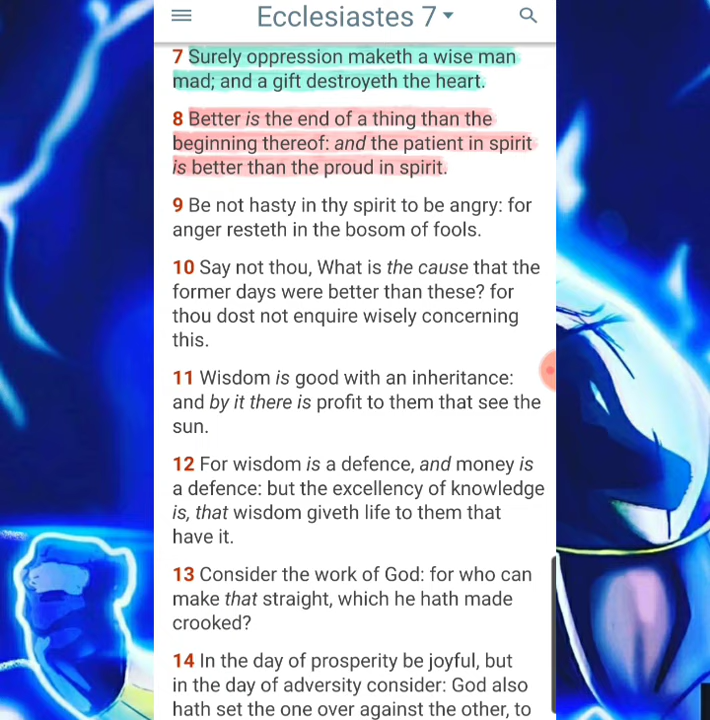 Ecclesiastes 7
7 Surely oppression maketh a wise man
mad; and a gift destroyeth the heart.
8 Better is the end of a thing than the
beginning thereof: and the patient in spirit
is better than the proud in spirit.
9 Be not hasty in thy spirit to be angry: for
anger resteth in the bosom of fools.
10 Say not thou, What is the cause that the
former days were better than these? for
thou dost not enquire wisely concerning
this.
11 Wisdom is good with an inheritance:
and by it there is profit to them that see the
sun.
12 For wisdom is a defence, and money is
a defence: but the excellency of knowledge
is, that wisdom giveth life to them that
have it.
13 Consider the work of God: for who can
make that straight, which he hath made
crooked?
14 In the day of prosperity be joyful, but
in the day of adversity consider: God also
hath set the one over against the other, to